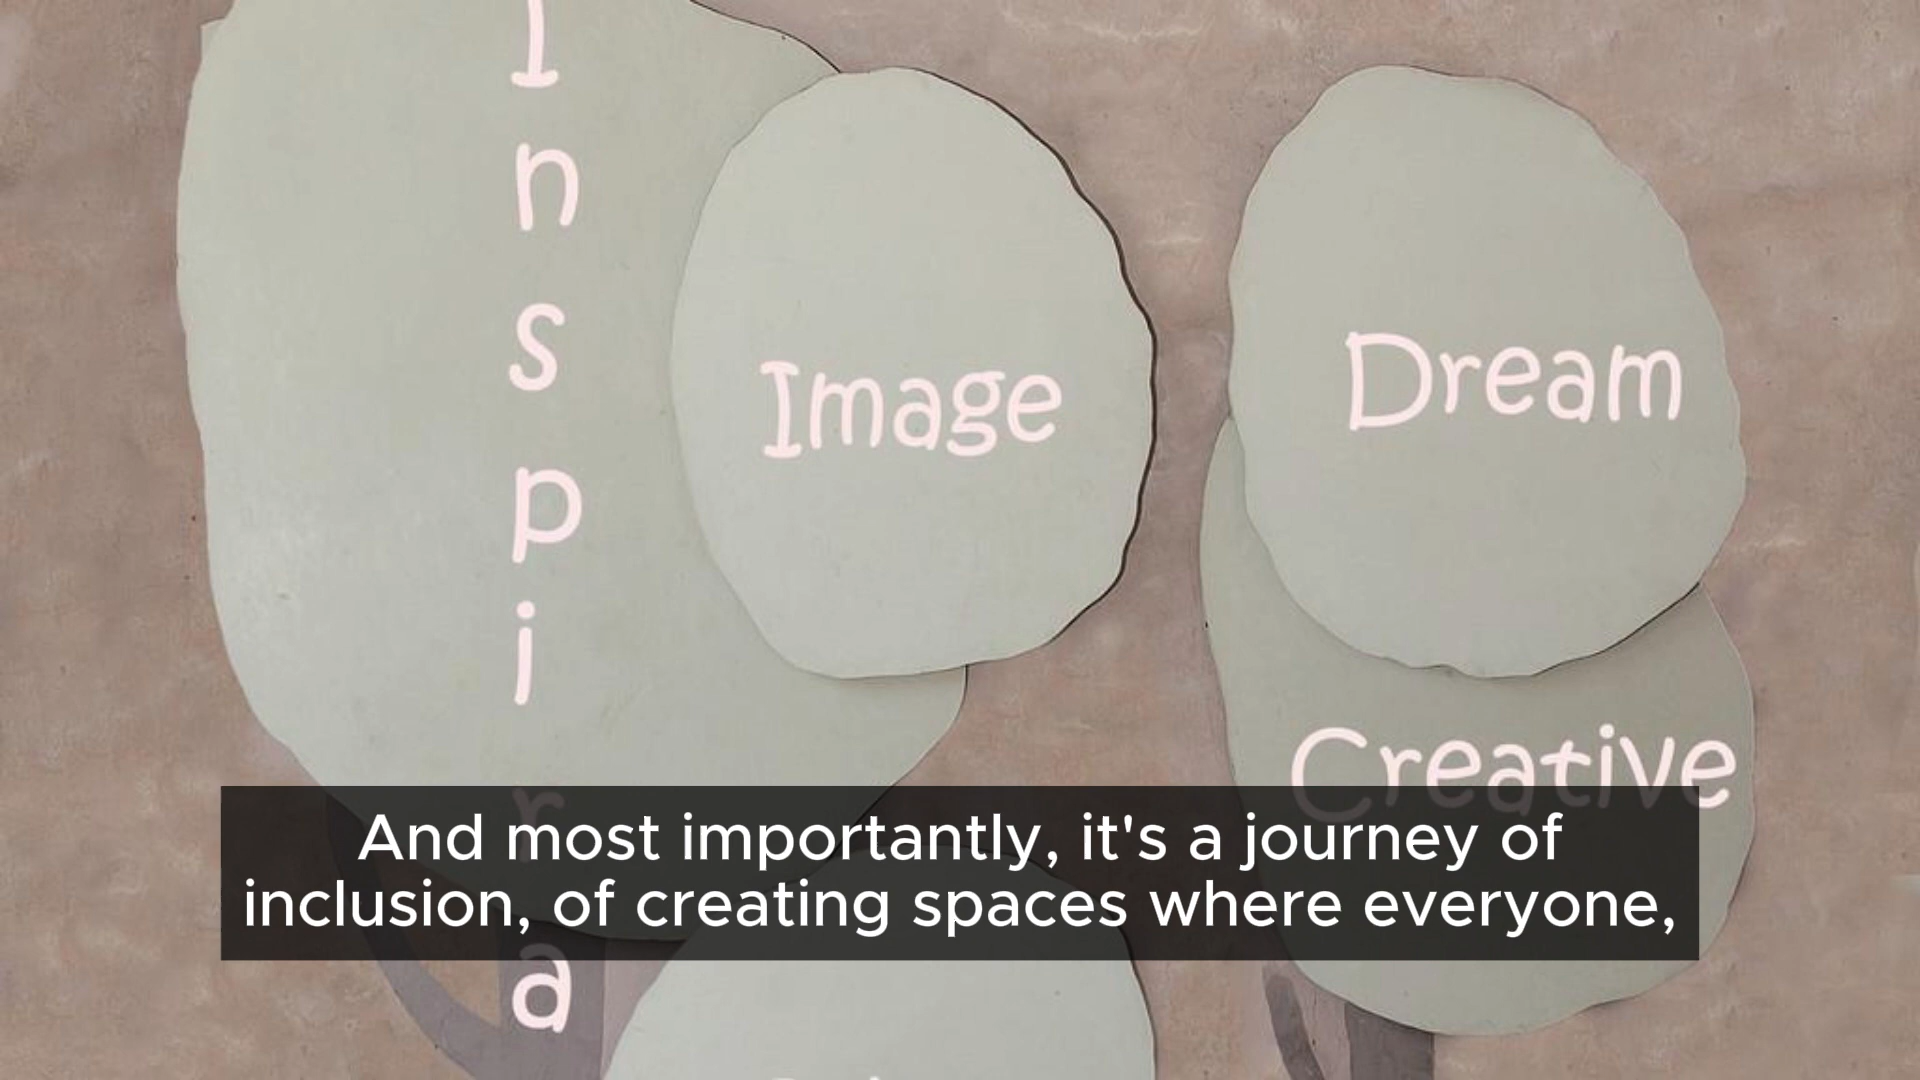 I
n
s
p
i
r
a
Image
Dream
Creative
And most importantly, it's a journey of
inclusion, of creating spaces where everyone,